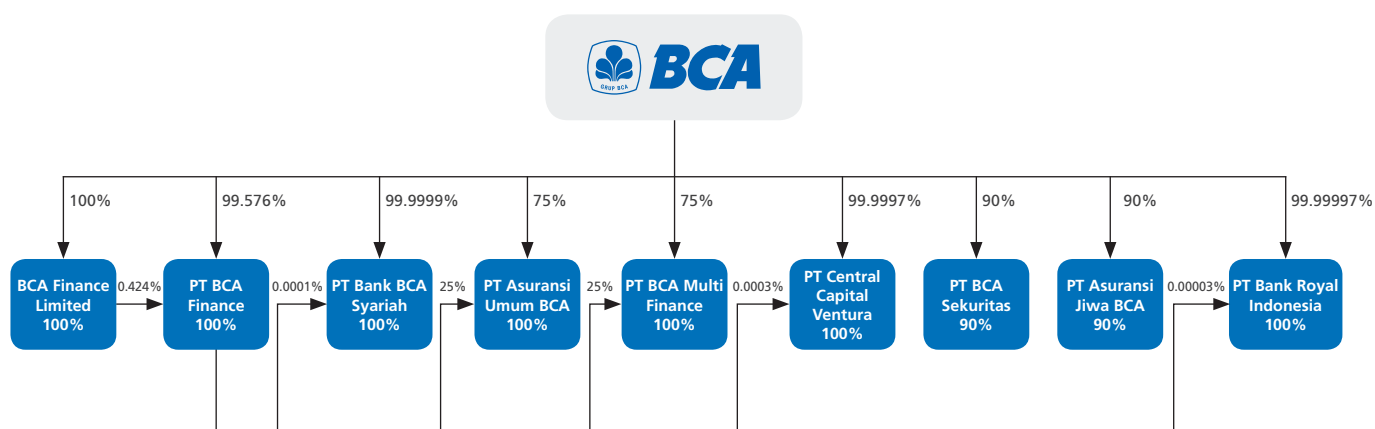 GRUP BCA
BCA
100%
99.576%
99.9999%
75%
75%
99.9997%
90%
90%
99.99997%
BCA Finance
Limited
100%
0.424%
PT BCA
Finance
100%
0.0001%
PT Bank BCA
Syariah
100%
25%
PT Asuransi
Umum BCA
100%
25%
PT BCA Multi
Finance
100%
0.0003%
PT Central
Capital
Ventura
100%
PT BCA
Sekuritas
90%
PT Asuransi
Jiwa BCA
90%
0.00003%
PT Bank Royal
Indonesia
100%